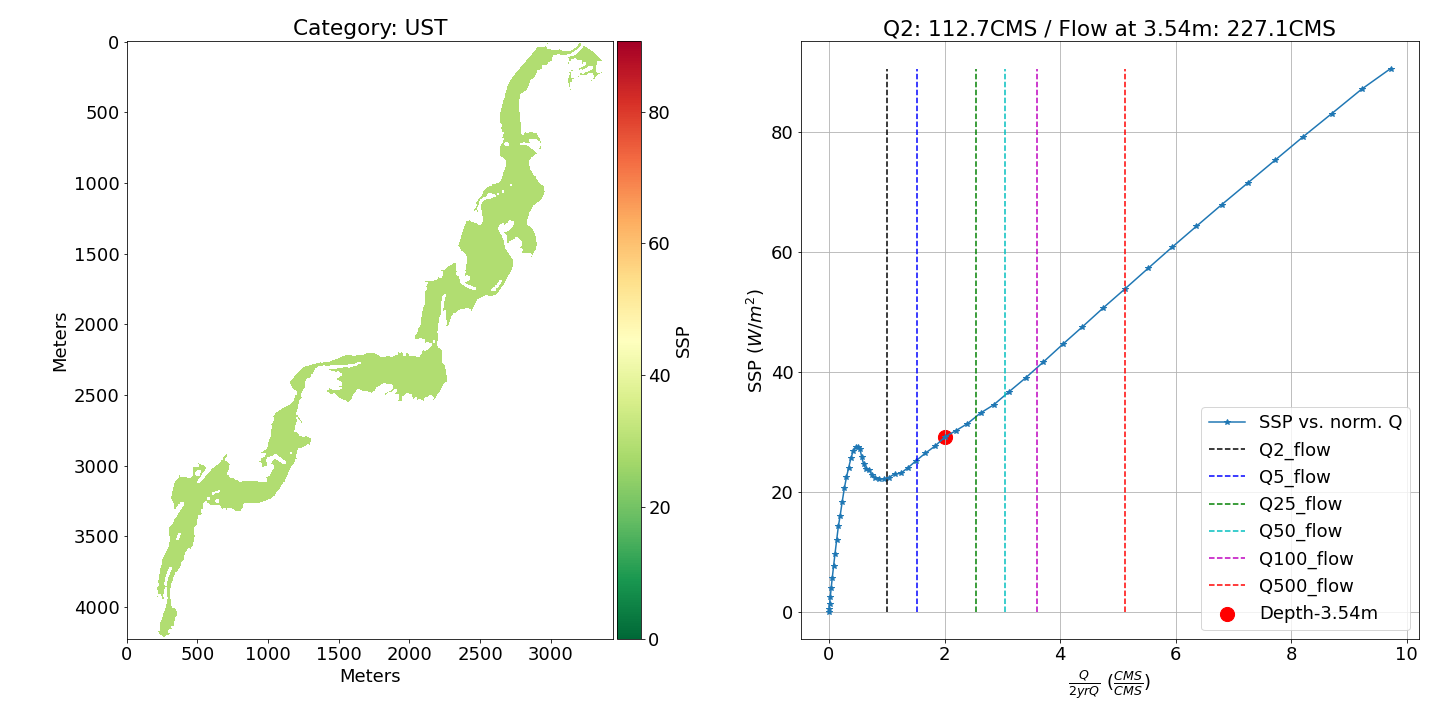 Category: UST
0
500
1000
1500
2000
2500
3000
3500
4000
Meters
0 500 1000 1500 2000 2500 3000
Meters
80
60
40
20
0
SSP
Q2: 112.7CMS / Flow at 3.54m: 227.1CMS
80
60
40
20
0
SSP (W/m²)
0 2 4 6 8 10
Q/2yrQ (CMS/CMS)
SSP vs. norm. Q
Q2_flow
Q5_flow
Q25_flow
Q50_flow
Q100_flow
Q500_flow
Depth-3.54m